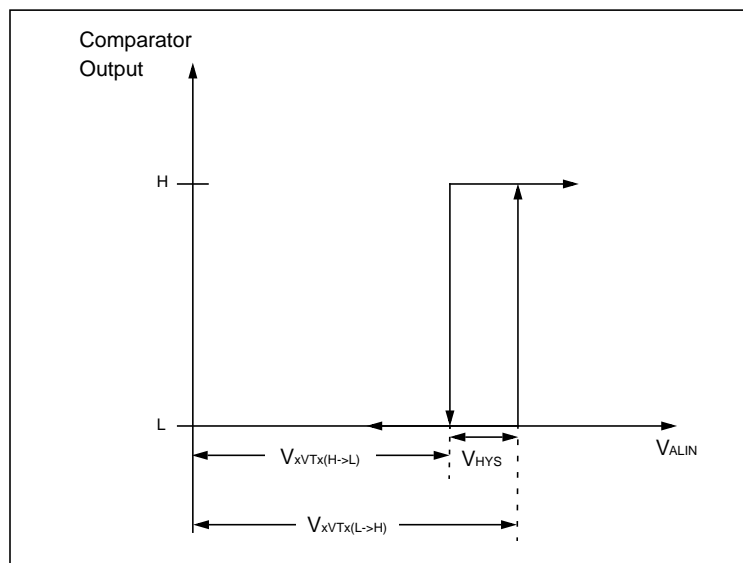 Comparator
Output
H
L
VALIN
VxVTx(H->L)
VHYS
VxVTx(L->H)